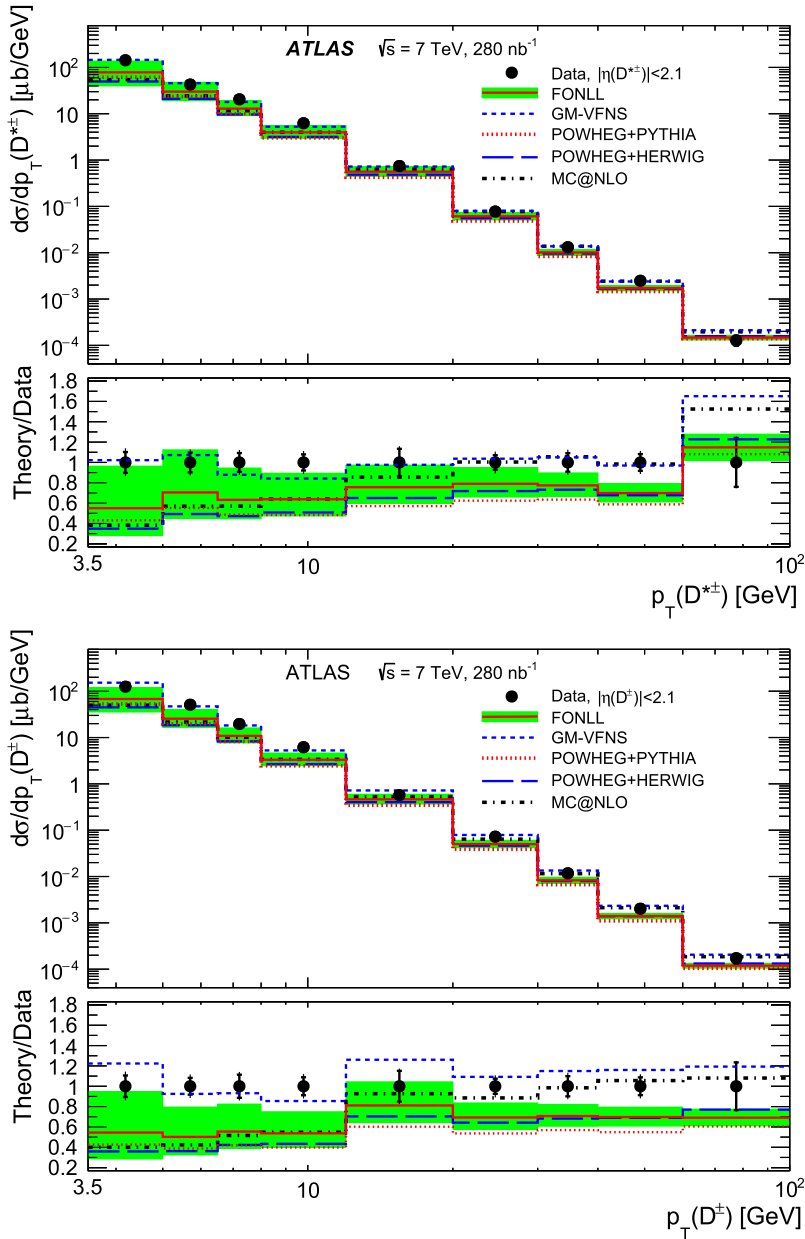 ATLAS √s = 7 TeV, 280 nb⁻¹
dσ/dp_T(D*±) [μb/GeV]
10²
10
1
10⁻¹
10⁻²
10⁻³
10⁻⁴
Data, |η(D*±)|<2.1
FONLL
GM-VFNS
POWHEG+PYTHIA
POWHEG+HERWIG
MC@NLO
Theory/Data
1.8
1.6
1.4
1.2
1.0
0.8
0.6
0.4
0.2
3.5 10 10²
p_T(D*±) [GeV]
ATLAS √s = 7 TeV, 280 nb⁻¹
dσ/dp_T(D±) [μb/GeV]
10²
10
1
10⁻¹
10⁻²
10⁻³
10⁻⁴
Data, |η(D±)|<2.1
FONLL
GM-VFNS
POWHEG+PYTHIA
POWHEG+HERWIG
MC@NLO
Theory/Data
1.8
1.6
1.4
1.2
1.0
0.8
0.6
0.4
0.2
3.5 10 10²
p_T(D±) [GeV]